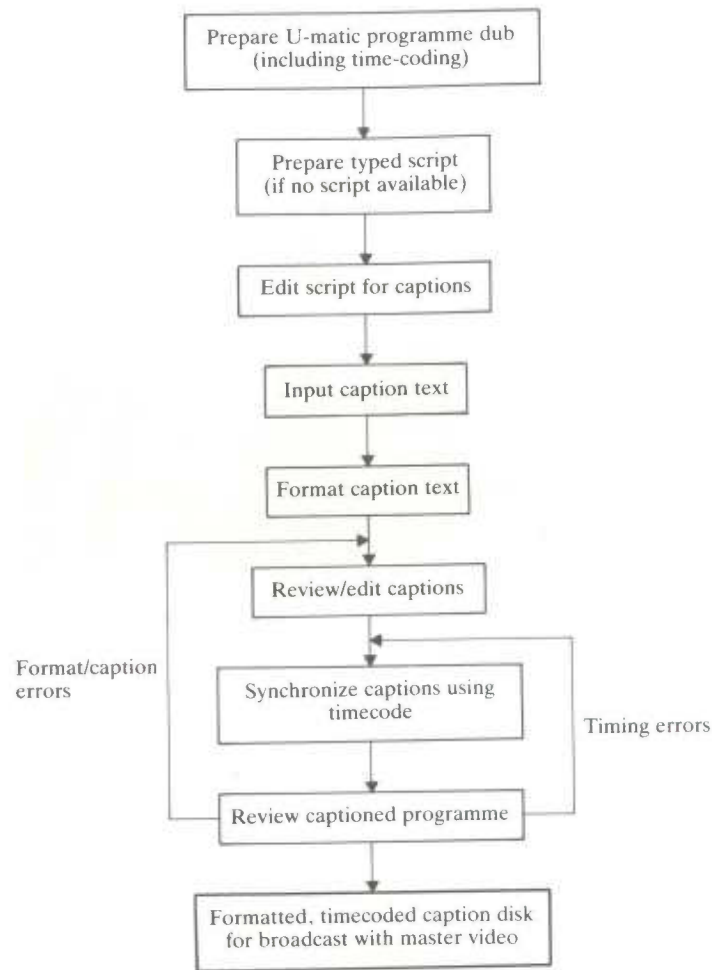 Prepare U-matic programme dub
(including time-coding)
Prepare typed script
(if no script available)
Edit script for captions
Input caption text
Format caption text
Review/edit captions
Format/caption
errors
Synchronize captions using
timecode
Timing errors
Review captioned programme
Formatted, timecoded caption disk
for broadcast with master video